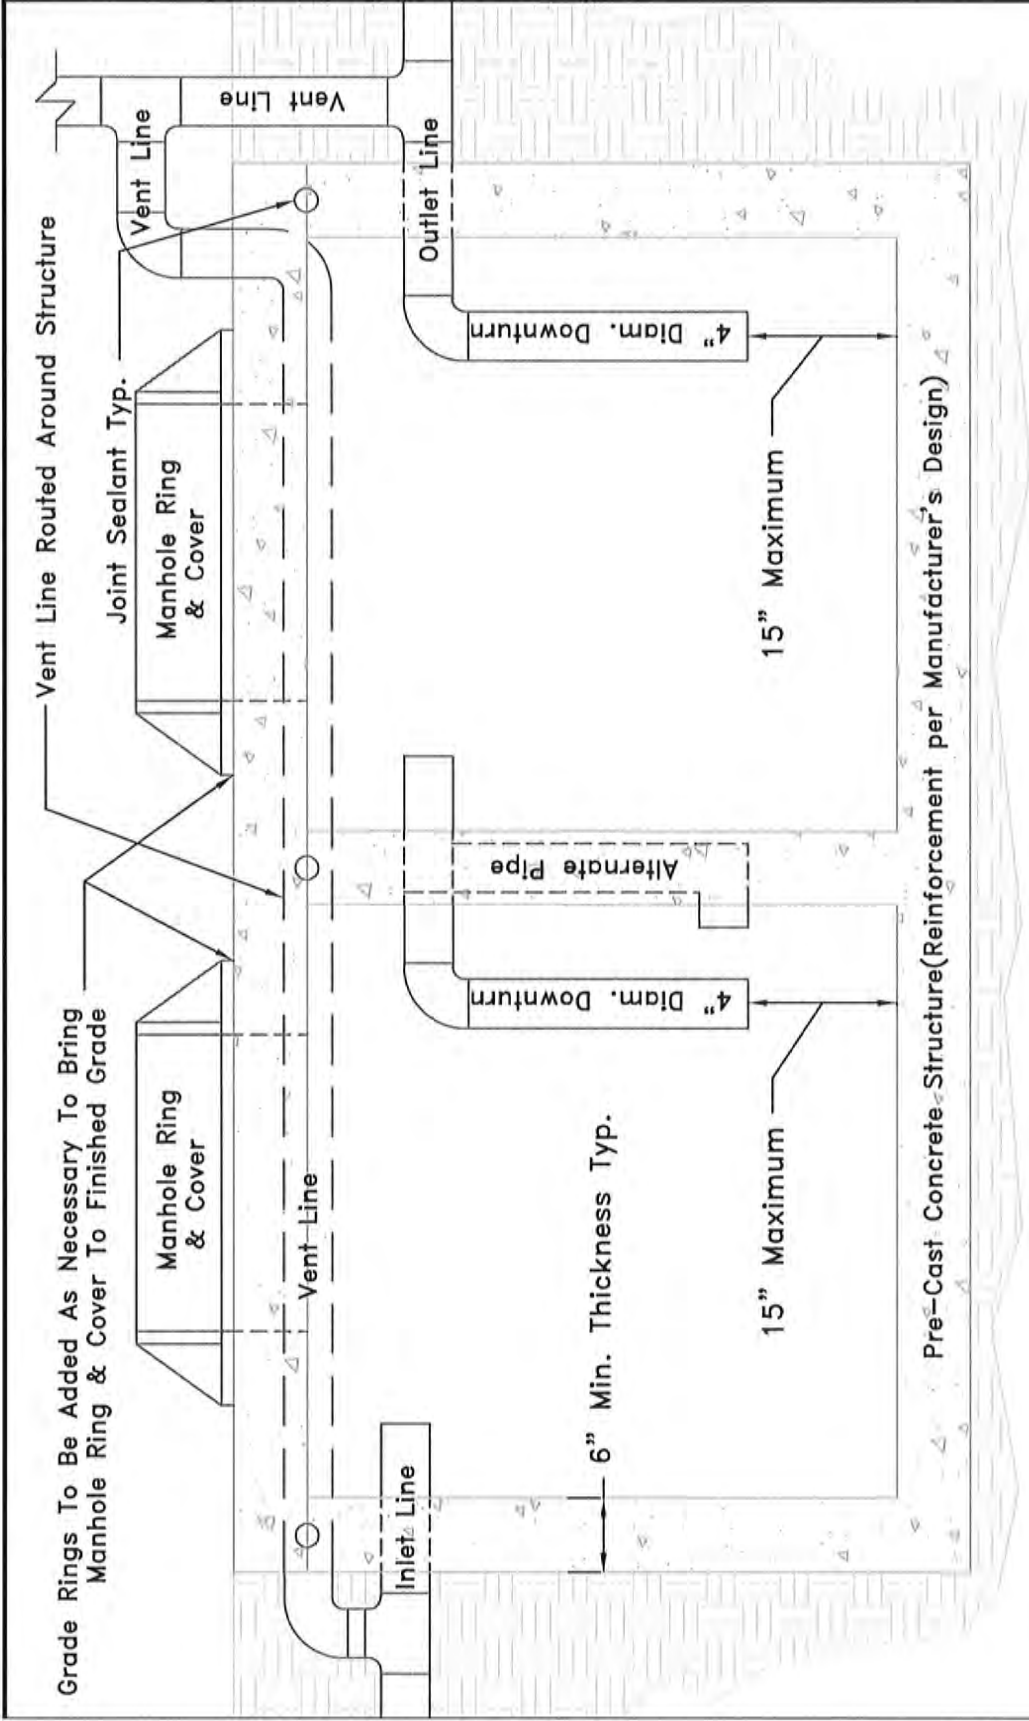 Grade Rings To Be Added As Necessary To Bring
Manhole Ring & Cover To Finished Grade
Vent Line Routed Around Structure
Joint Sealant Typ.
Manhole Ring
& Cover
Manhole Ring
& Cover
Vent Line
Vent Line
Vent Line
Inlet Line
Outlet Line
4" Diam. Downturn
Alternate Pipe
4" Diam. Downturn
6" Min. Thickness Typ.
15" Maximum
15" Maximum
Pre-Cast Concrete Structure(Reinforcement per Manufacturer's Design)